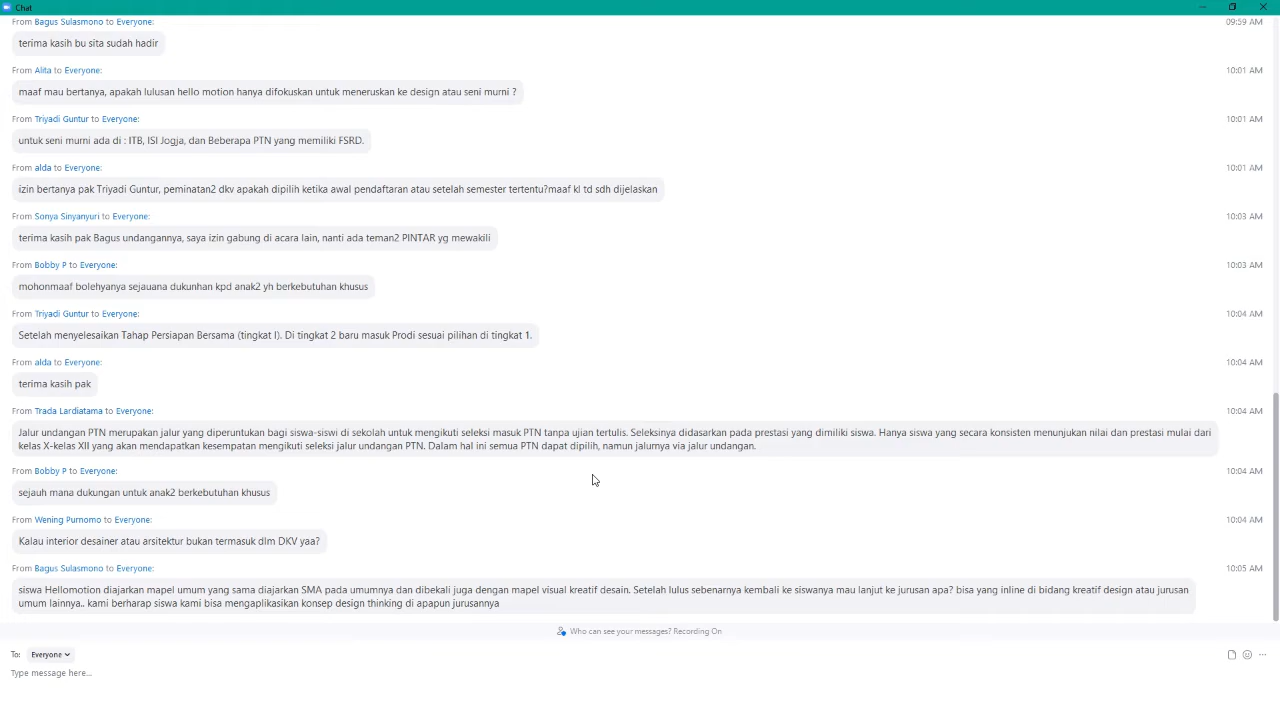 Chat
From Bagus Sulasmono to Everyone: 09:59 AM
terima kasih bu sita sudah hadir
From Alita to Everyone: 10:01 AM
maaf mau bertanya, apakah lulusan hello motion hanya difokuskan untuk meneruskan ke design atau seni murni ?
From Triyadi Guntur to Everyone: 10:01 AM
untuk seni murni ada di : ITB, ISI Jogja, dan Beberapa PTN yang memiliki FSRD.
From alda to Everyone: 10:01 AM
izin bertanya pak Triyadi Guntur, peminatan2 dkv apakah dipilih ketika awal pendaftaran atau setelah semester tertentu?maaf kl td sdh dijelaskan
From Sonya Sinyanyuri to Everyone: 10:03 AM
terima kasih pak Bagus undangannya, saya izin gabung di acara lain, nanti ada teman2 PINTAR yg mewakili
From Bobby P to Everyone: 10:03 AM
mohonmaaf bolehyanya sejauana dukunhan kpd anak2 yh berkebutuhan khusus
From Triyadi Guntur to Everyone: 10:04 AM
Setelah menyelesaikan Tahap Persiapan Bersama (tingkat I). Di tingkat 2 baru masuk Prodi sesuai pilihan di tingkat 1.
From alda to Everyone: 10:04 AM
terima kasih pak
From Trada Lardiatama to Everyone: 10:04 AM
Jalur undangan PTN merupakan jalur yang diperuntukan bagi siswa-siswi di sekolah untuk mengikuti seleksi masuk PTN tanpa ujian tertulis. Seleksinya didasarkan pada prestasi yang dimiliki siswa. Hanya siswa yang secara konsisten menunjukan nilai dan prestasi mulai dari
kelas X-kelas XII yang akan mendapatkan kesempatan mengikuti seleksi jalur undangan PTN. Dalam hal ini semua PTN dapat dipilih, namun jalurnya via jalur undangan.
From Bobby P to Everyone: 10:04 AM
sejauh mana dukungan untuk anak2 berkebutuhan khusus
From Wening Purnomo to Everyone: 10:04 AM
Kalau interior desainer atau arsitektur bukan termasuk dlm DKV yaa?
From Bagus Sulasmono to Everyone: 10:05 AM
siswa Hellomotion diajarkan mapel umum yang sama diajarkan SMA pada umumnya dan dibekali juga dengan mapel visual kreatif desain. Setelah lulus sebenarnya kembali ke siswanya mau lanjut ke jurusan apa? bisa yang inline di bidang kreatif design atau jurusan
umum lainnya.. kami berharap siswa kami bisa mengaplikasikan konsep design thinking di apapun jurusannya
Who can see your messages? Recording On
To: Everyone
Type message here...